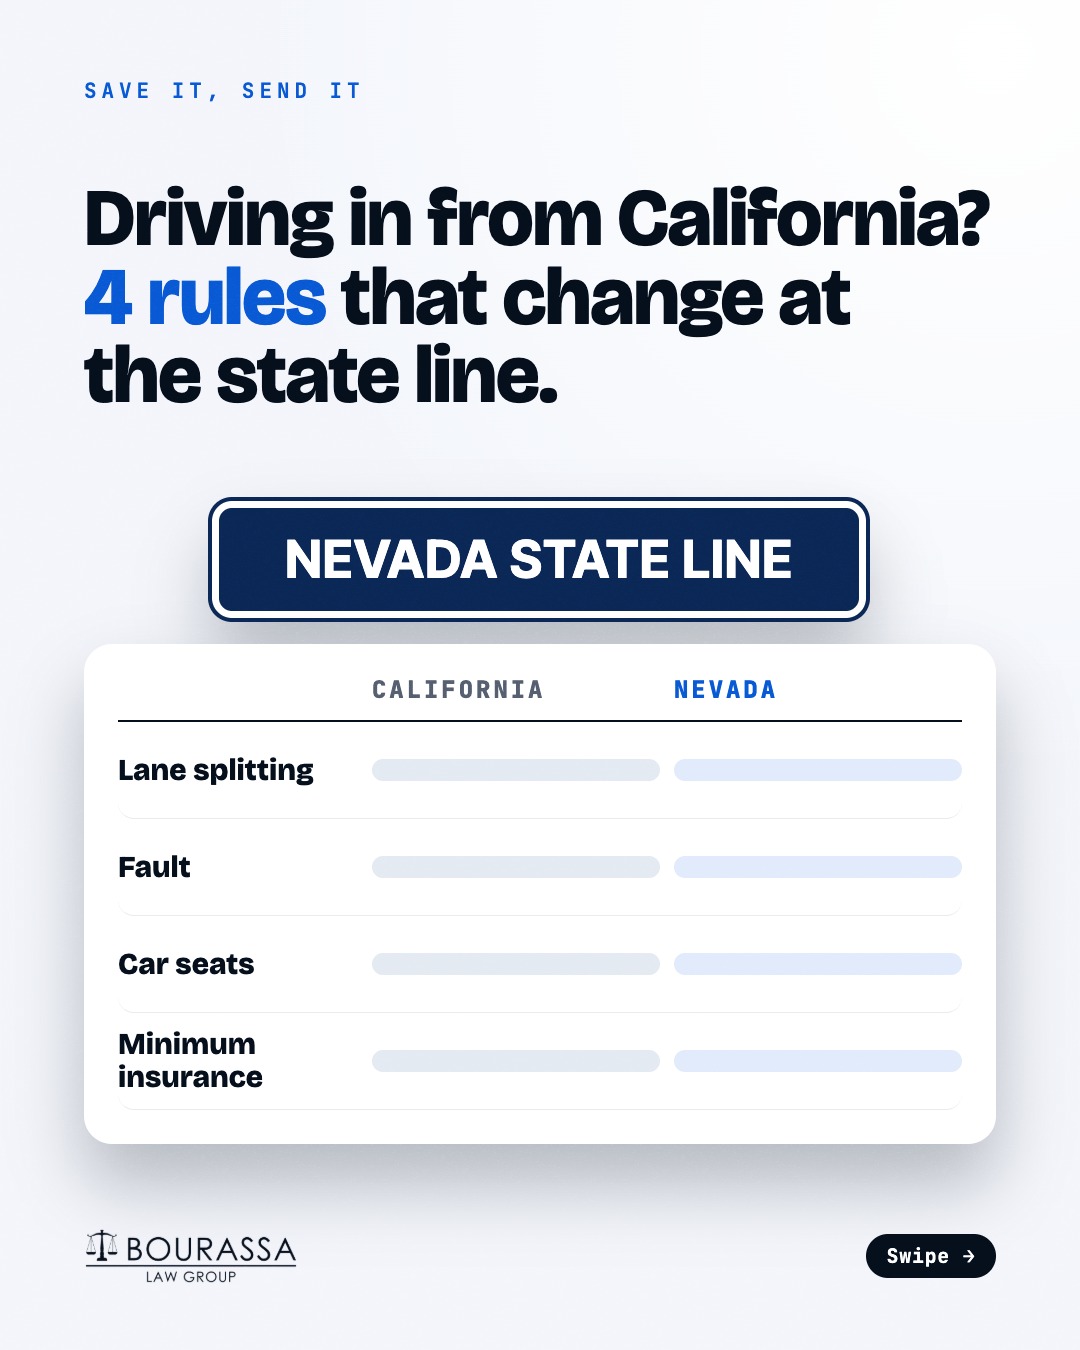 SAVE IT, SEND IT
Driving in from California?
4 rules that change at
the state line.
NEVADA STATE LINE
CALIFORNIA NEVADA
Lane splitting
Fault
Car seats
Minimum
insurance
BOURASSA
LAW GROUP
Swipe →